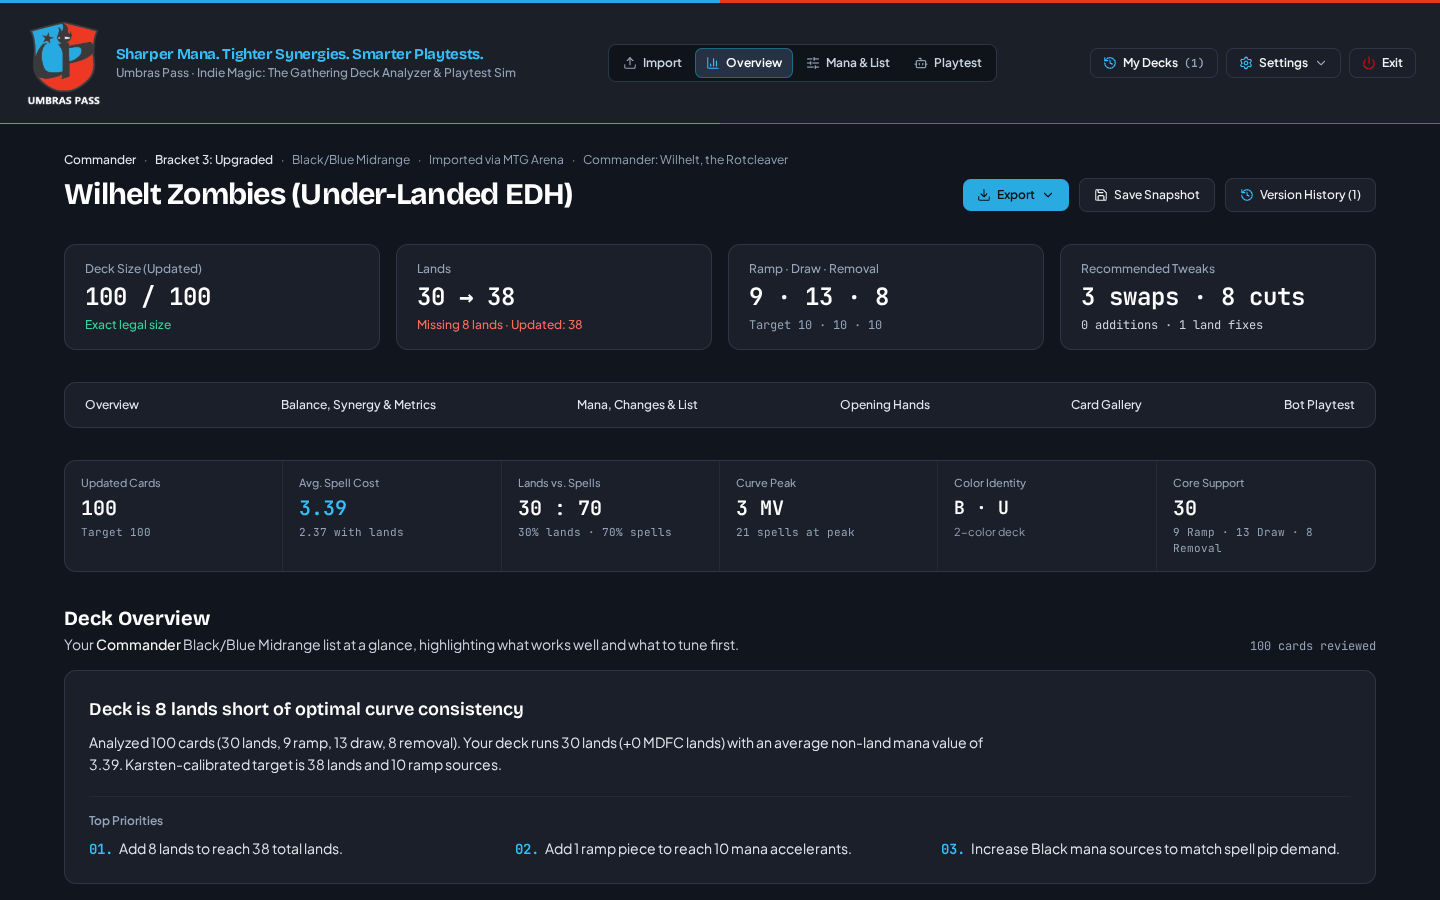 UMBRAS PASS
Sharper Mana. Tighter Synergies. Smarter Playtests.
Umbras Pass · Indie Magic: The Gathering Deck Analyzer & Playtest Sim
Import
Overview
Mana & List
Playtest
My Decks (1)
Settings
Exit
Commander · Bracket 3: Upgraded · Black/Blue Midrange · Imported via MTG Arena · Commander: Wilhelt, the Rotcleaver
Wilhelt Zombies (Under-Landed EDH)
Export
Save Snapshot
Version History (1)
Deck Size (Updated)
100 / 100
Exact legal size
Lands
30 → 38
Missing 8 lands · Updated: 38
Ramp · Draw · Removal
9 · 13 · 8
Target 10 · 10 · 10
Recommended Tweaks
3 swaps · 8 cuts
0 additions · 1 land fixes
Overview
Balance, Synergy & Metrics
Mana, Changes & List
Opening Hands
Card Gallery
Bot Playtest
Updated Cards
100
Target 100
Avg. Spell Cost
3.39
2.37 with lands
Lands vs. Spells
30 : 70
30% lands · 70% spells
Curve Peak
3 MV
21 spells at peak
Color Identity
B · U
2-color deck
Core Support
30
9 Ramp · 13 Draw · 8
Removal
Deck Overview
Your Commander Black/Blue Midrange list at a glance, highlighting what works well and what to tune first.
100 cards reviewed
Deck is 8 lands short of optimal curve consistency
Analyzed 100 cards (30 lands, 9 ramp, 13 draw, 8 removal). Your deck runs 30 lands (+0 MDFC lands) with an average non-land mana value of
3.39. Karsten-calibrated target is 38 lands and 10 ramp sources.
Top Priorities
01. Add 8 lands to reach 38 total lands.
02. Add 1 ramp piece to reach 10 mana accelerants.
03. Increase Black mana sources to match spell pip demand.